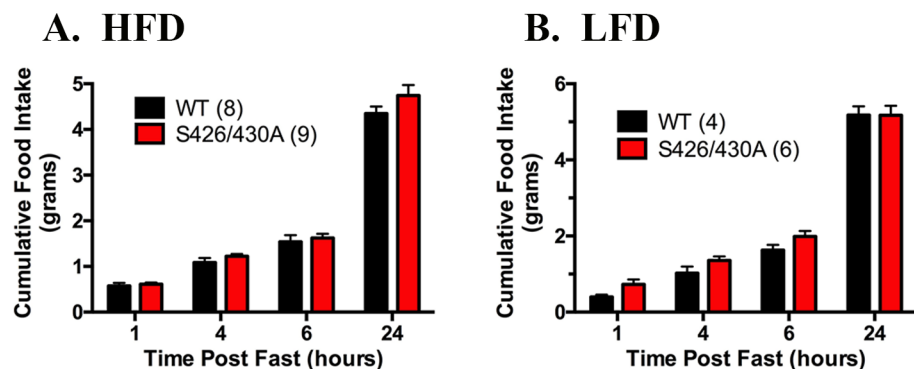 A. HFD
Cumulative Food Intake
(grams)
5
4
3
2
1
0
WT (8)
S426/430A (9)
1 4 6 24
Time Post Fast (hours)
B. LFD
Cumulative Food Intake
(grams)
6
4
2
0
WT (4)
S426/430A (6)
1 4 6 24
Time Post Fast (hours)